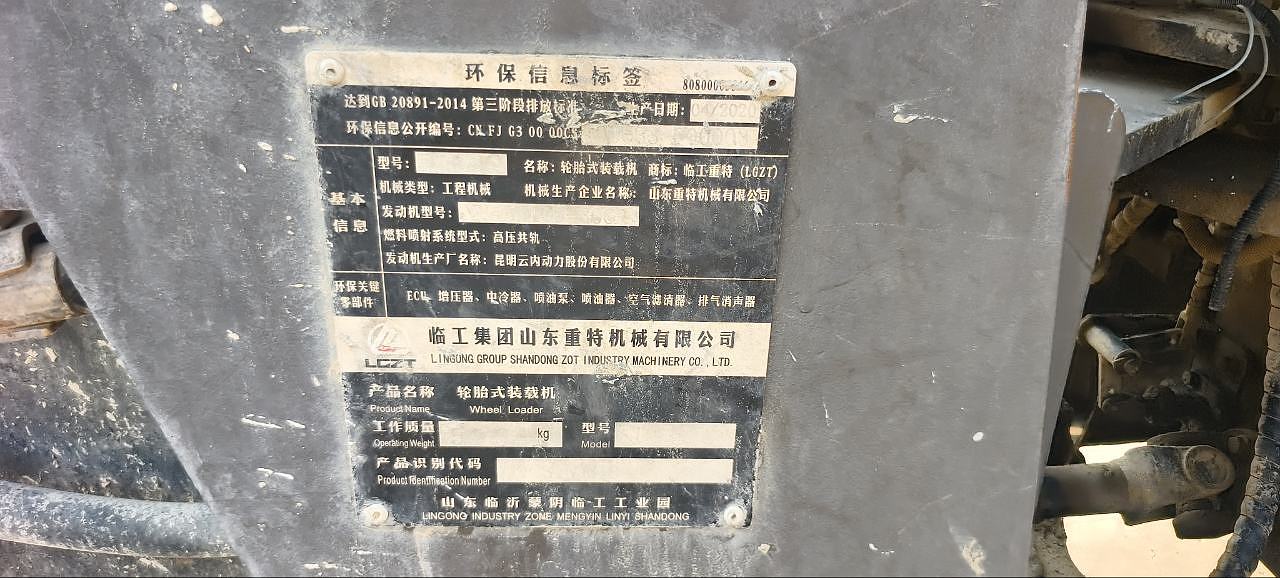 环保信息标签
达到GB 20891-2014 第三阶段排放标准 生产日期: 04/2020
环保信息公开编号: CN FJ G3 00
基本信息
型号: 名称: 轮胎式装载机 商标: 临工重特 (LGZT)
机械类型: 工程机械 机械生产企业名称: 山东重特机械有限公司
发动机型号:
燃料喷射系统型式: 高压共轨
发动机生产厂名称: 昆明云内动力股份有限公司
环保关键零部件
ECU、增压器、中冷器、喷油泵、喷油器、空气滤清器、排气消声器
LGZT
临工集团山东重特机械有限公司
LINGONG GROUP SHANDONG ZOT INDUSTRY MACHINERY CO.,LTD.
产品名称 轮胎式装载机
Product Name Wheel Loader
工作质量 kg 型号
Operating Weight Model
产品识别代码
Product Identification Number
山东临沂蒙阴临工工业园
LINGONG INDUSTRY ZONE MENGYIN LINYI SHANDONG